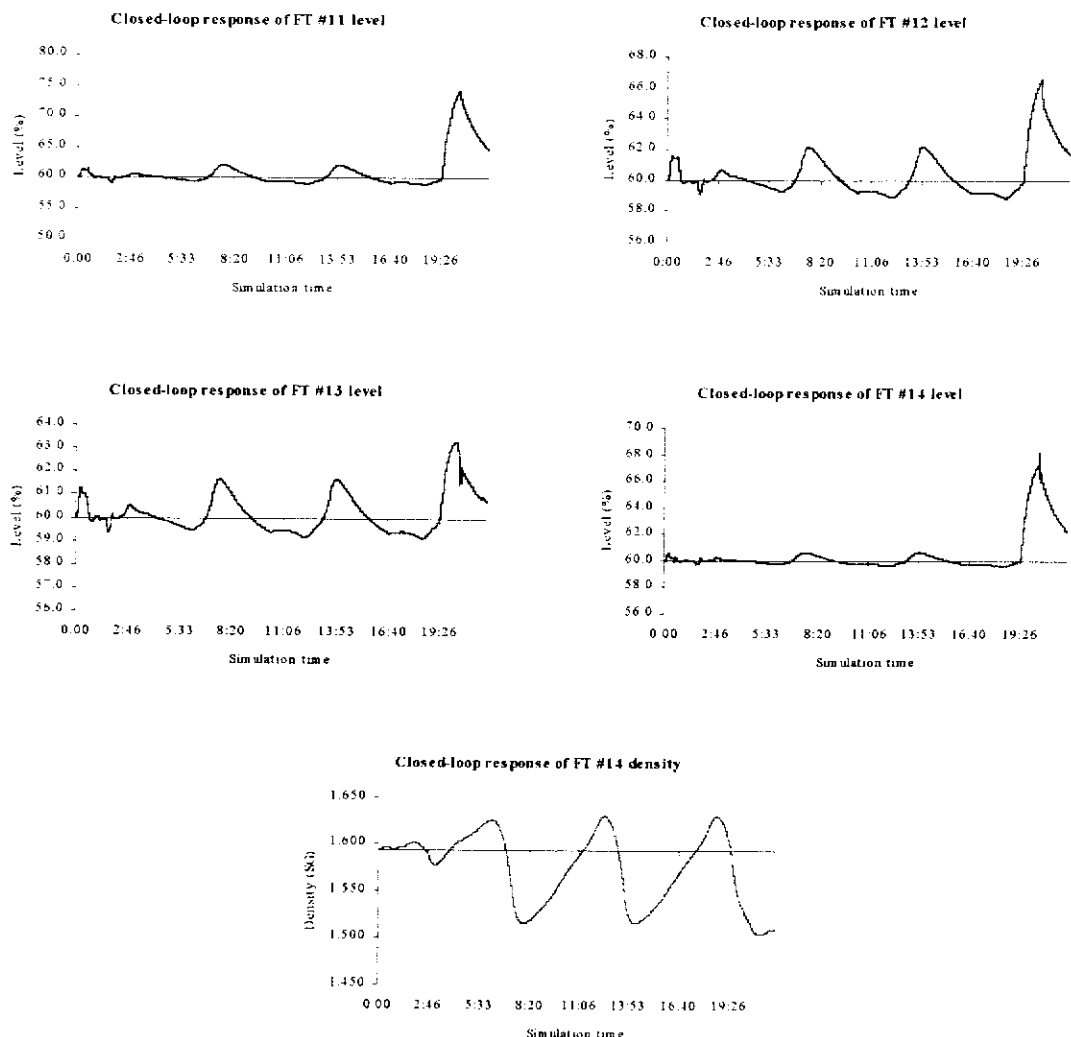 Closed-loop response of FT #11 level
Level (%)
80.0
75.0
70.0
65.0
60.0
55.0
50.0
0:00 2:46 5:33 8:20 11:06 13:53 16:40 19:26
Simulation time
Closed-loop response of FT #12 level
Level (%)
68.0
66.0
64.0
62.0
60.0
58.0
56.0
0:00 2:46 5:33 8:20 11:06 13:53 16:40 19:26
Simulation time
Closed-loop response of FT #13 level
Level (%)
64.0
63.0
62.0
61.0
60.0
59.0
58.0
57.0
56.0
0:00 2:46 5:33 8:20 11:06 13:53 16:40 19:26
Simulation time
Closed-loop response of FT #14 level
Level (%)
70.0
68.0
66.0
64.0
62.0
60.0
58.0
56.0
0:00 2:46 5:33 8:20 11:06 13:53 16:40 19:26
Simulation time
Closed-loop response of FT #14 density
Density (SG)
1.650
1.600
1.550
1.500
1.450
0:00 2:46 5:33 8:20 11:06 13:53 16:40 19:26
Simulation time